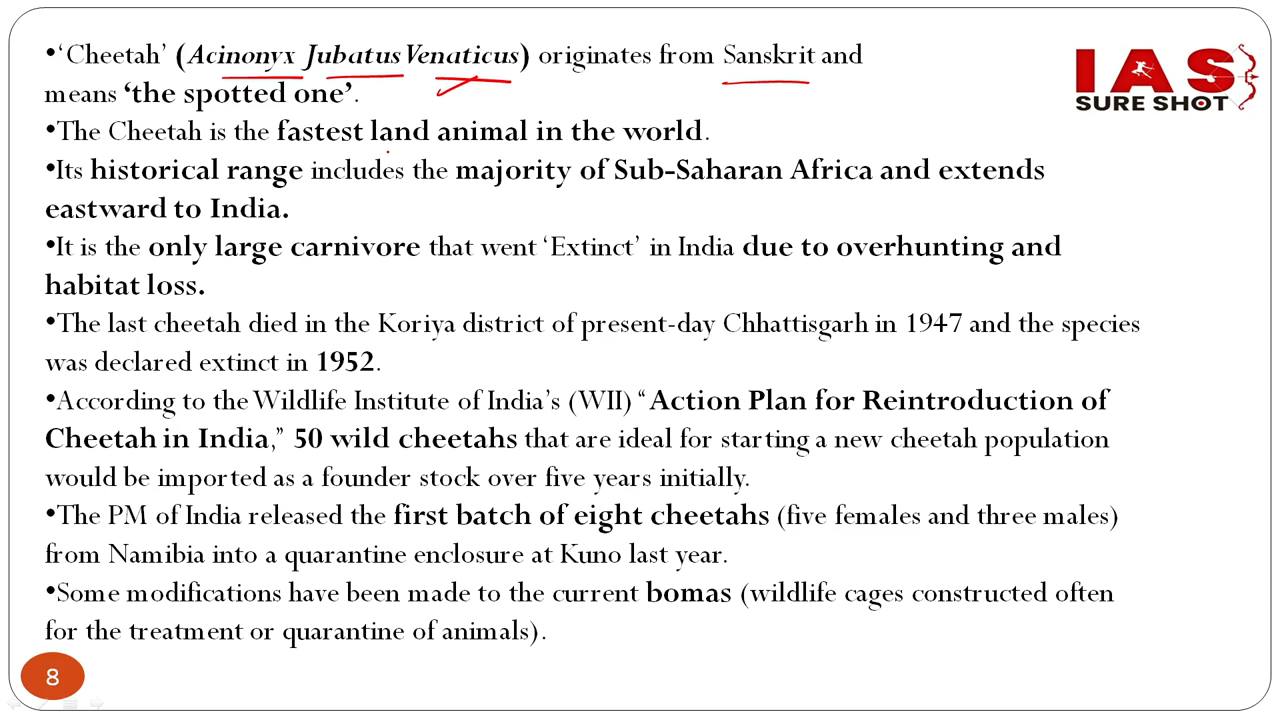 •‘Cheetah’ (Acinonyx Jubatus Venaticus) originates from Sanskrit and
means ‘the spotted one’.
•The Cheetah is the fastest land animal in the world.
•Its historical range includes the majority of Sub-Saharan Africa and extends
eastward to India.
•It is the only large carnivore that went ‘Extinct’ in India due to overhunting and
habitat loss.
•The last cheetah died in the Koriya district of present-day Chhattisgarh in 1947 and the species
was declared extinct in 1952.
•According to the Wildlife Institute of India’s (WII) “Action Plan for Reintroduction of
Cheetah in India,” 50 wild cheetahs that are ideal for starting a new cheetah population
would be imported as a founder stock over five years initially.
•The PM of India released the first batch of eight cheetahs (five females and three males)
from Namibia into a quarantine enclosure at Kuno last year.
•Some modifications have been made to the current bomas (wildlife cages constructed often
for the treatment or quarantine of animals).
IAS
SURE SHOT
8